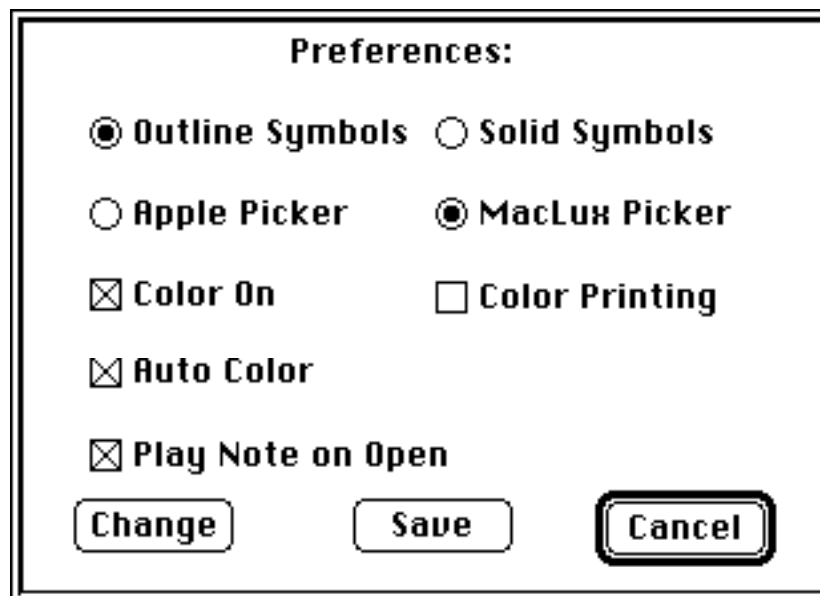 Preferences:
Outline Symbols Solid Symbols
Apple Picker MacLux Picker
Color On Color Printing
Auto Color
Play Note on Open
Change Save Cancel